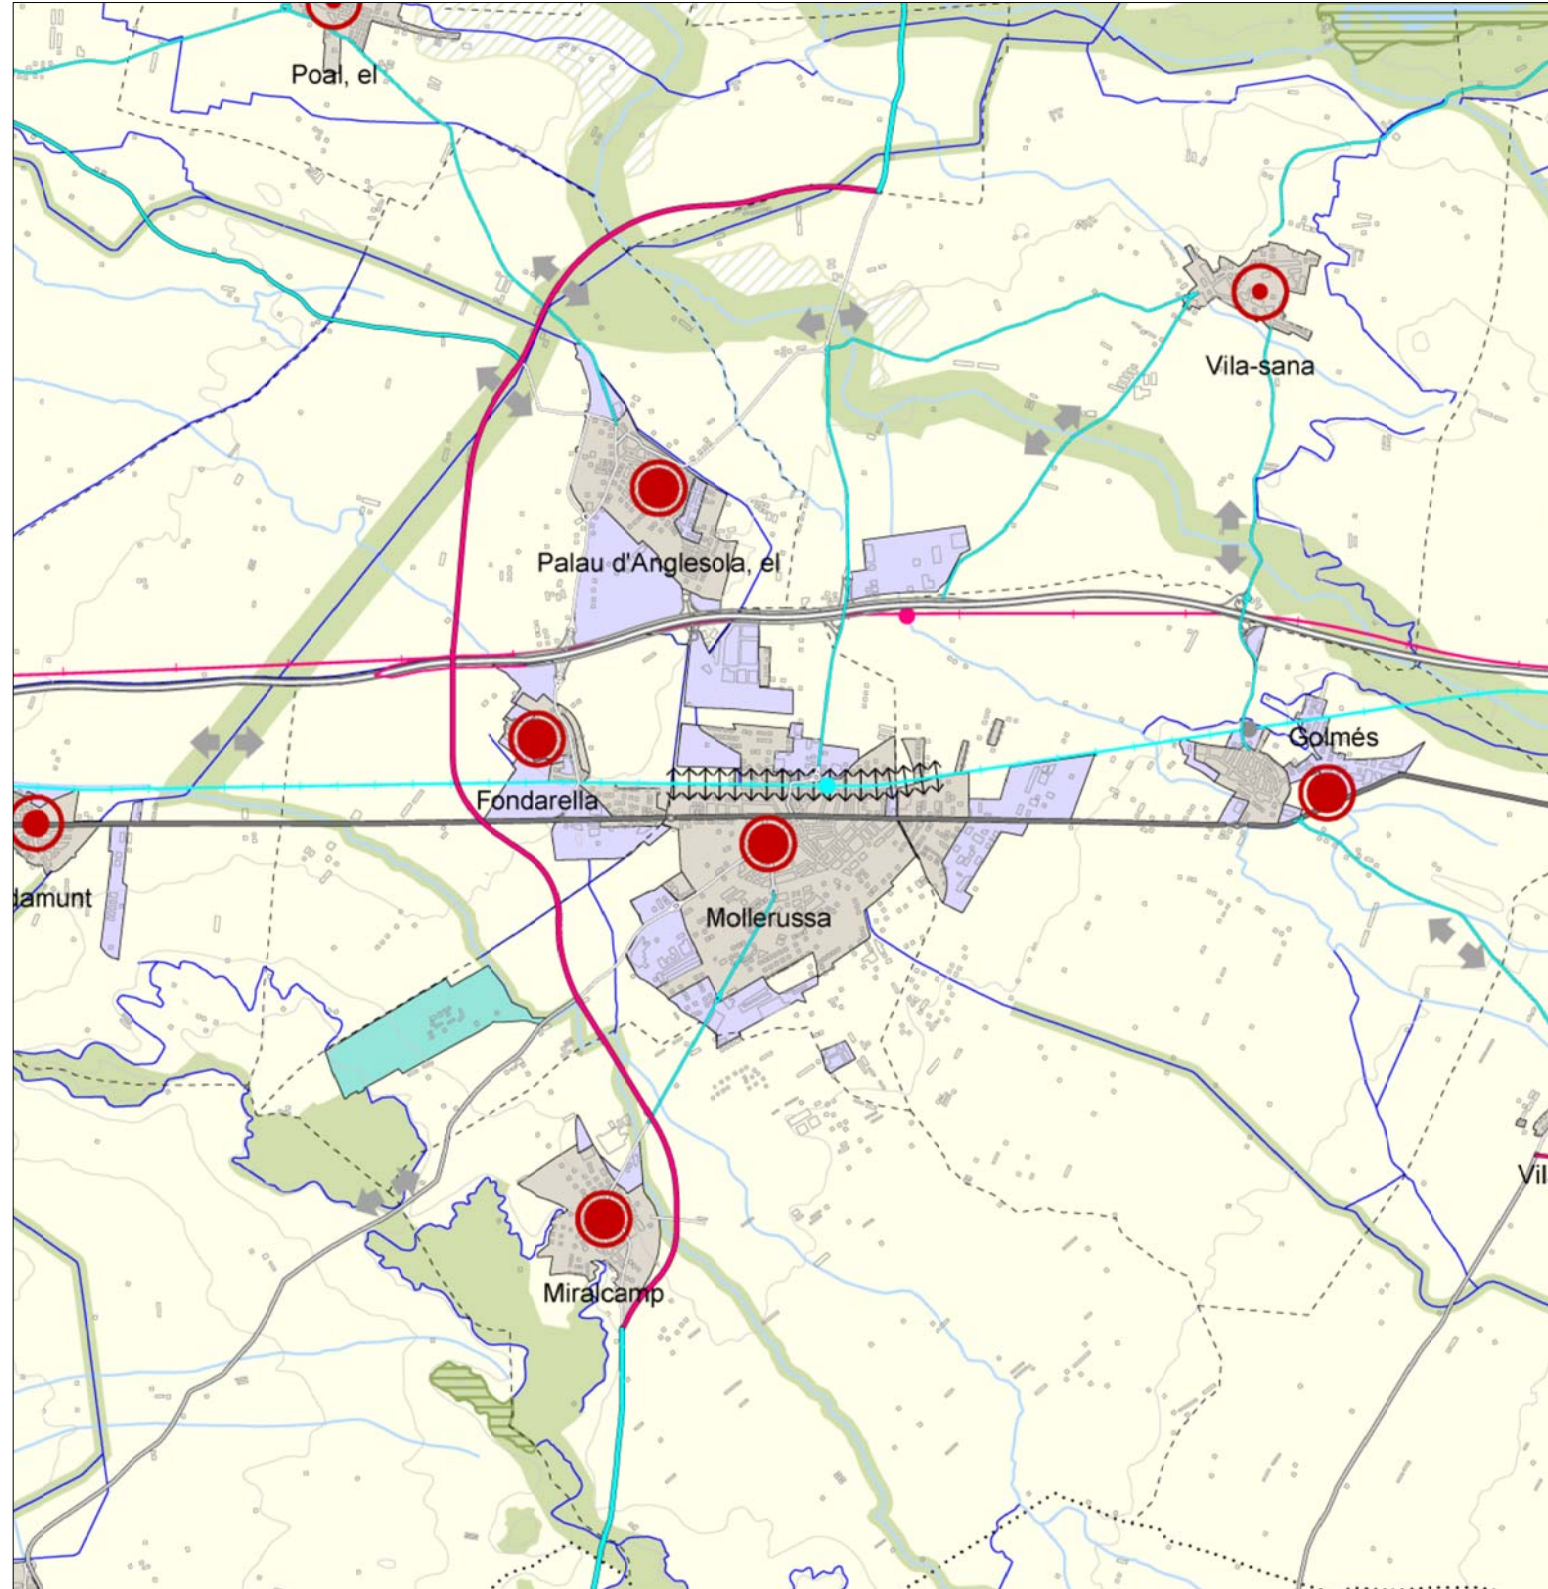 Poal, el
Vila-sana
Palau d'Anglesola, el
Golmés
Fondarella
damunt
Mollerussa
Vil
Miralcamp